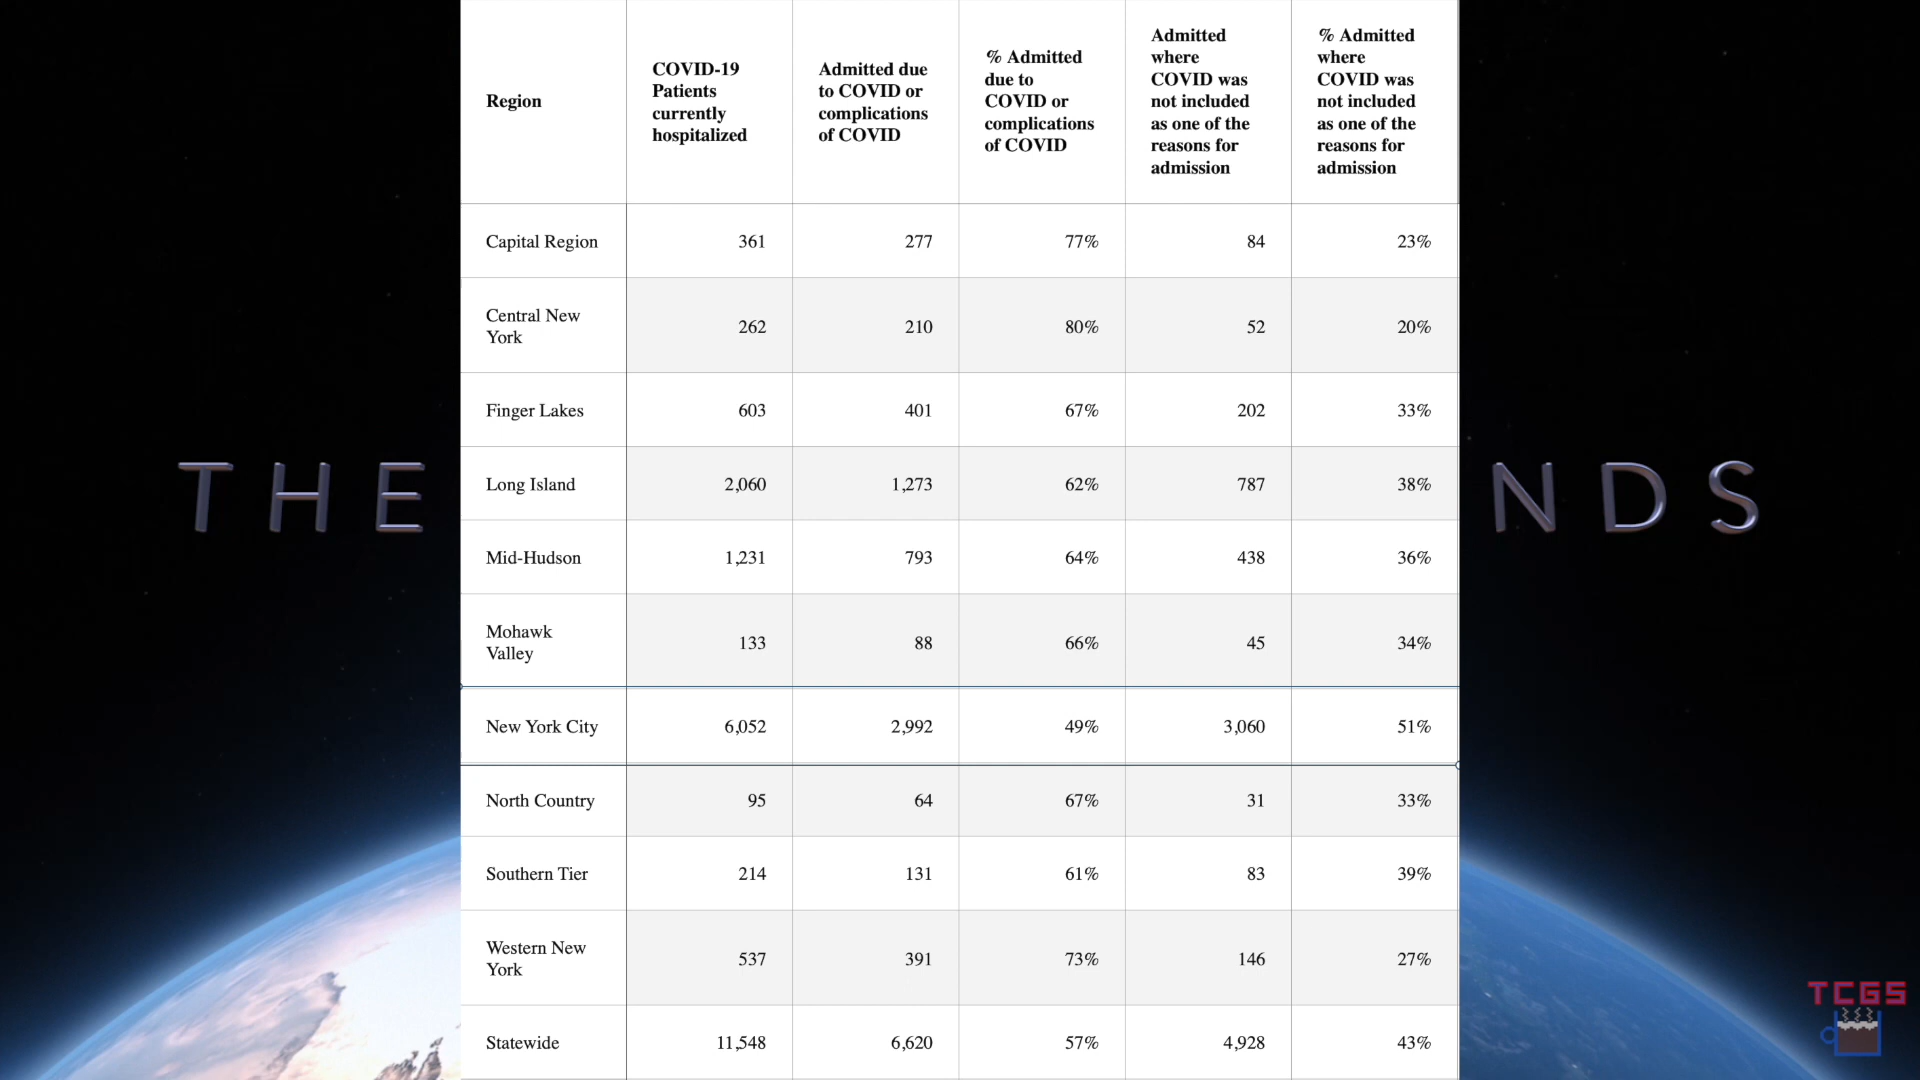 Region
COVID-19
Patients
currently
hospitalized
Admitted due
to COVID or
complications
of COVID
% Admitted
due to
COVID or
complications
of COVID
Admitted
where
COVID was
not included
as one of the
reasons for
admission
% Admitted
where
COVID was
not included
as one of the
reasons for
admission
Capital Region 361 277 77% 84 23%
Central New
York
262 210 80% 52 20%
Finger Lakes 603 401 67% 202 33%
Long Island 2,060 1,273 62% 787 38%
Mid-Hudson 1,231 793 64% 438 36%
Mohawk
Valley
133 88 66% 45 34%
New York City 6,052 2,992 49% 3,060 51%
North Country 95 64 67% 31 33%
Southern Tier 214 131 61% 83 39%
Western New
York
537 391 73% 146 27%
Statewide 11,548 6,620 57% 4,928 43%
THE
NDS
TCGS